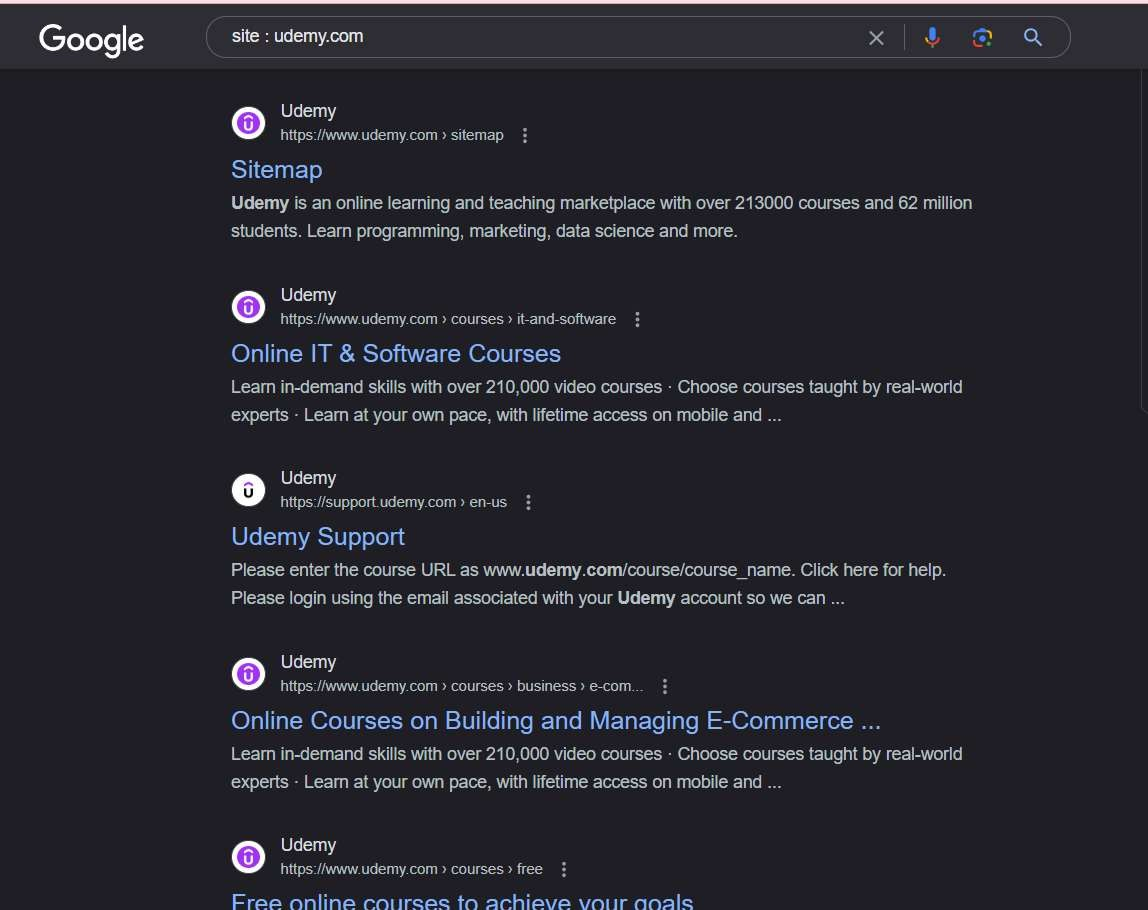 Google
site : udemy.com
Udemy
https://www.udemy.com › sitemap
Sitemap
Udemy is an online learning and teaching marketplace with over 213000 courses and 62 million
students. Learn programming, marketing, data science and more.
Udemy
https://www.udemy.com › courses › it-and-software
Online IT & Software Courses
Learn in-demand skills with over 210,000 video courses · Choose courses taught by real-world
experts · Learn at your own pace, with lifetime access on mobile and ...
Udemy
https://support.udemy.com › en-us
Udemy Support
Please enter the course URL as www.udemy.com/course/course_name. Click here for help.
Please login using the email associated with your Udemy account so we can ...
Udemy
https://www.udemy.com › courses › business › e-com...
Online Courses on Building and Managing E-Commerce ...
Learn in-demand skills with over 210,000 video courses · Choose courses taught by real-world
experts · Learn at your own pace, with lifetime access on mobile and ...
Udemy
https://www.udemy.com › courses › free
Free online courses to achieve your goals